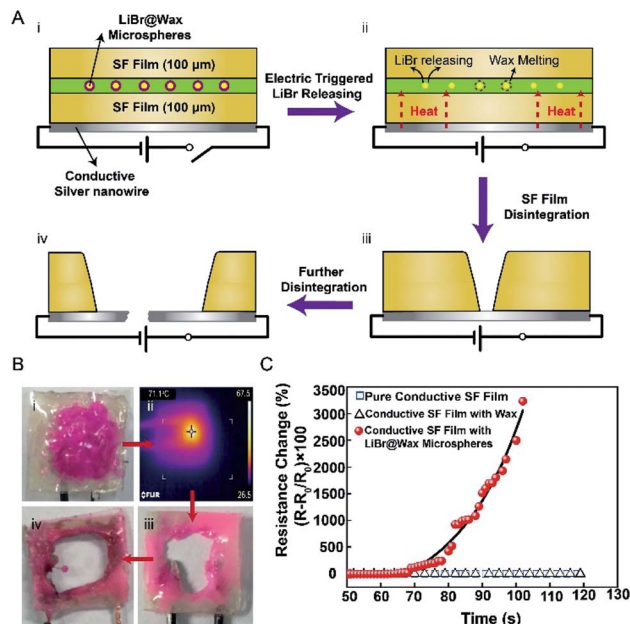 A
i
LiBr@Wax
Microspheres
SF Film (100 µm)
SF Film (100 µm)
Conductive
Silver nanowire
Electric Triggered
LiBr Releasing
ii
LiBr releasing
Wax Melting
Heat
Heat
SF Film
Disintegration
iv
Further
Disintegration
iii
B
i
ii
71.1°C
67.5
26.5
FLIR
iv
iii
C
Resistance Change (%)
(R-R₀/R₀)×100
3500
3000
2500
2000
1500
1000
500
0
Pure Conductive SF Film
Conductive SF Film with Wax
Conductive SF Film with
LiBr@Wax Microspheres
50 60 70 80 90 100 110 120 130
Time (s)